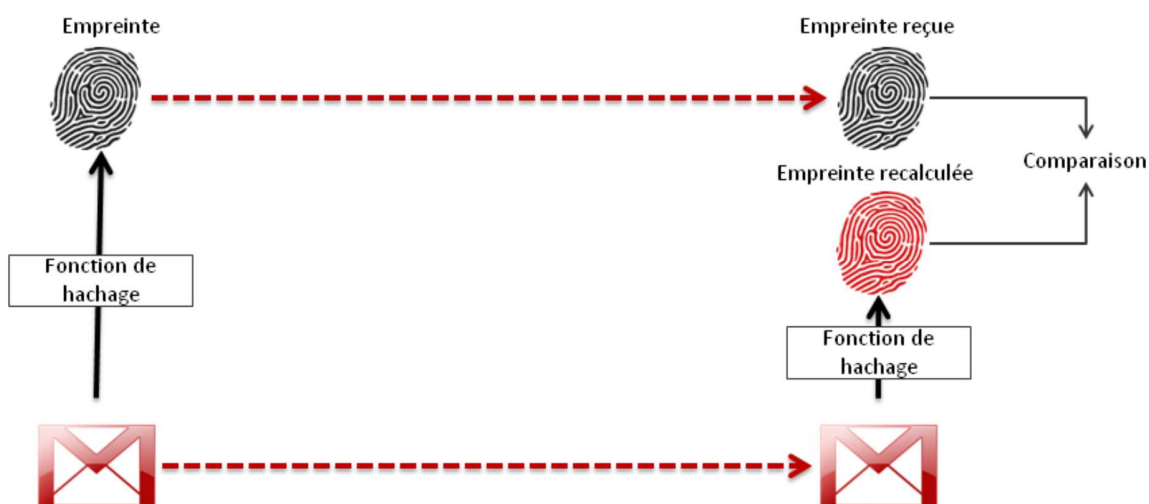 Empreinte
Empreinte reçue
Comparaison
Empreinte recalculée
Fonction de
hachage
Fonction de
hachage